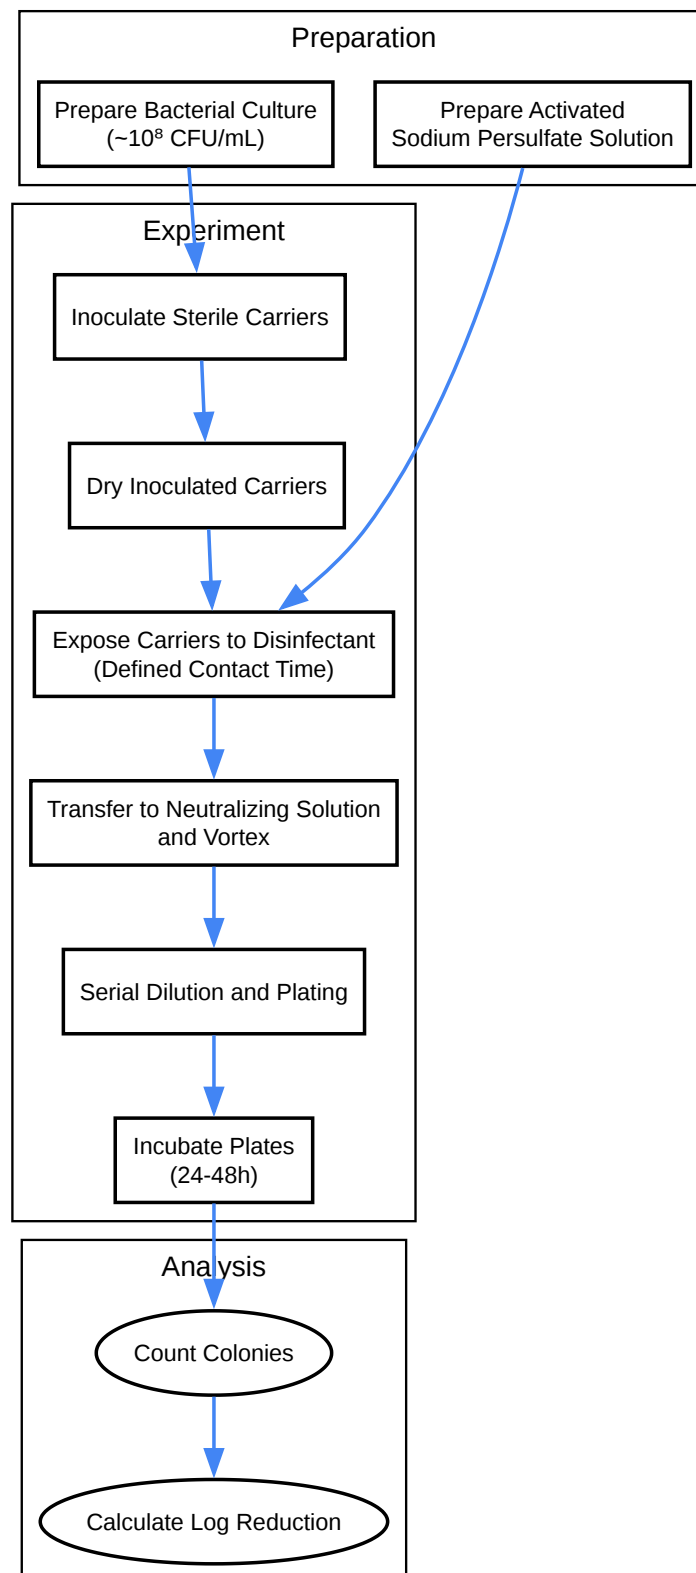 Preparation
Prepare Bacterial Culture
(~10⁸ CFU/mL)
Prepare Activated
Sodium Persulfate Solution
Experiment
Inoculate Sterile Carriers
Dry Inoculated Carriers
Expose Carriers to Disinfectant
(Defined Contact Time)
Transfer to Neutralizing Solution
and Vortex
Serial Dilution and Plating
Incubate Plates
(24-48h)
Analysis
Count Colonies
Calculate Log Reduction